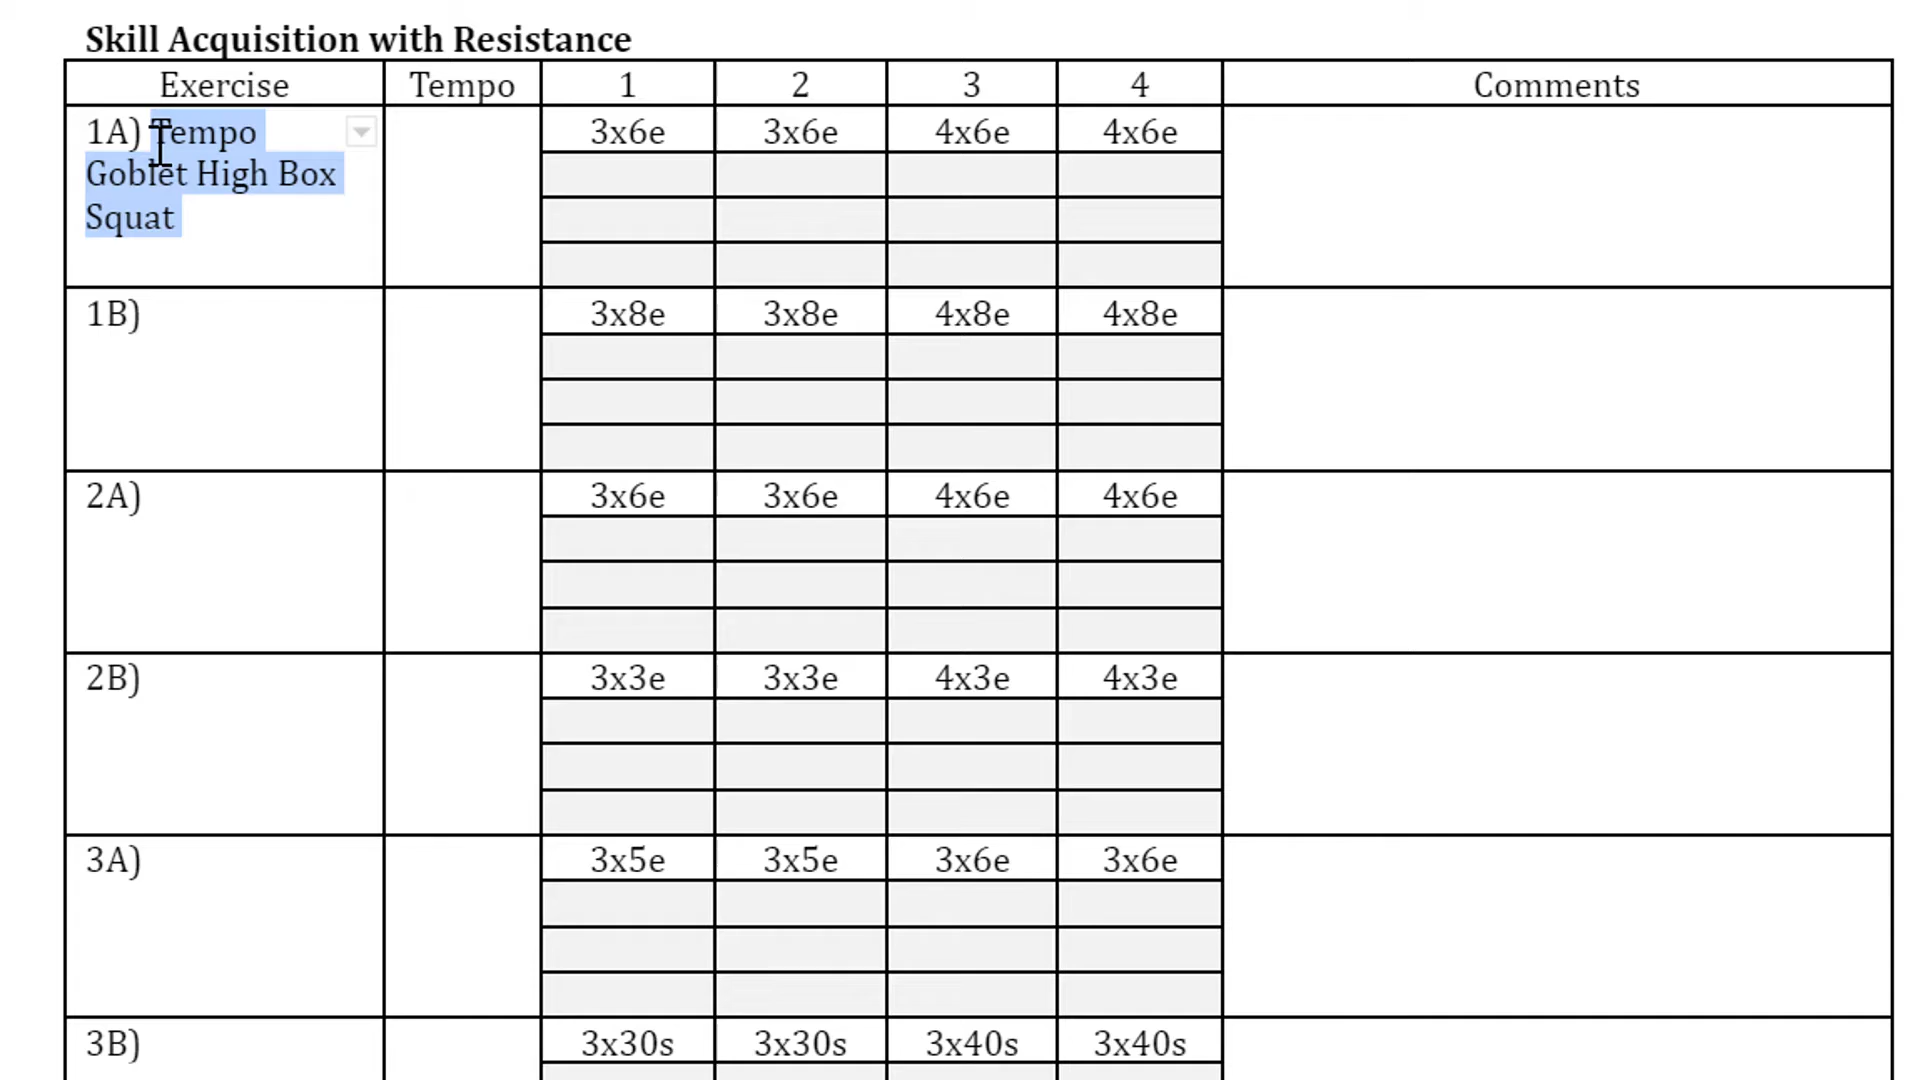 Skill Acquisition with Resistance
Exercise Tempo 1 2 3 4 Comments
1A) Tempo 3x6e 3x6e 4x6e 4x6e
Goblet High Box
Squat
1B) 3x8e 3x8e 4x8e 4x8e
2A) 3x6e 3x6e 4x6e 4x6e
2B) 3x3e 3x3e 4x3e 4x3e
3A) 3x5e 3x5e 3x6e 3x6e
3B) 3x30s 3x30s 3x40s 3x40s